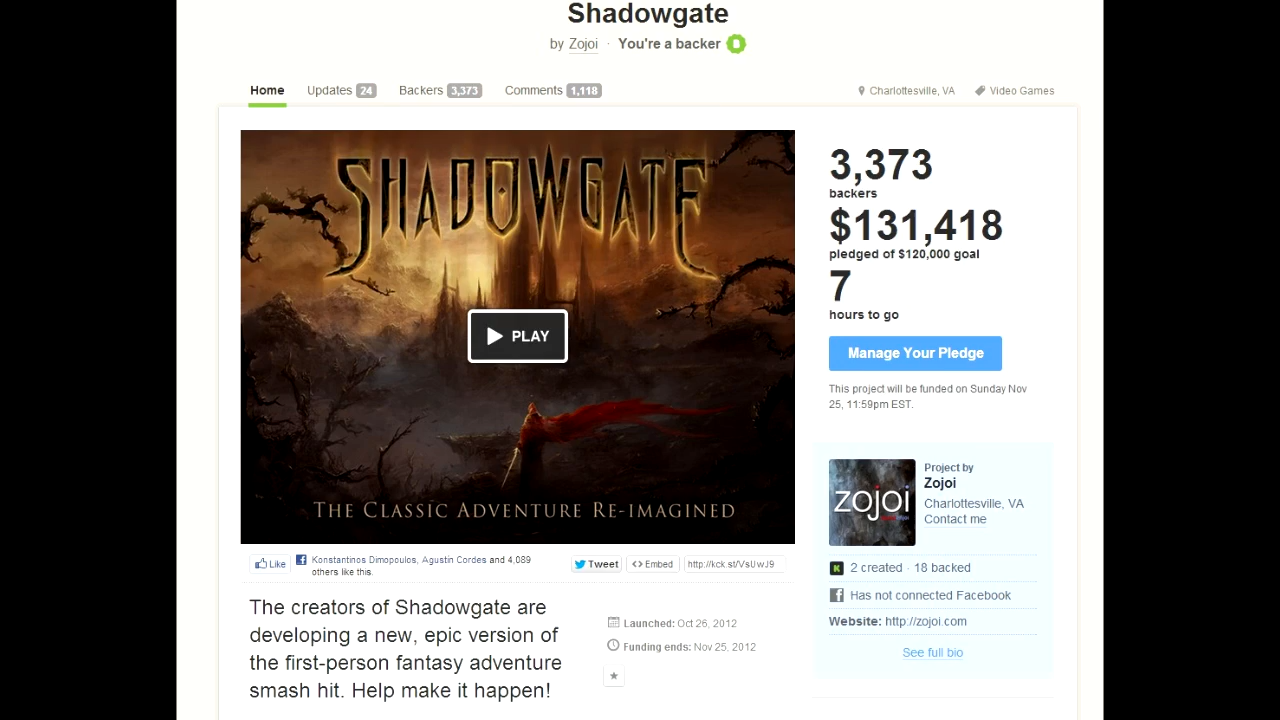 Shadowgate
by Zojoi · You're a backer
Home Updates 24 Backers 3,373 Comments 1,118 Charlottesville, VA Video Games
SHADOWGATE
PLAY
THE CLASSIC ADVENTURE RE-IMAGINED
3,373
backers
$131,418
pledged of $120,000 goal
7
hours to go
Manage Your Pledge
This project will be funded on Sunday Nov
25, 11:59pm EST.
Like Konstantinos Dimopoulos, Agustin Cordes and 4,089
others like this.
Tweet <> Embed http://kck.st/VsUwJ9
The creators of Shadowgate are
developing a new, epic version of
the first-person fantasy adventure
smash hit. Help make it happen!
Launched: Oct 26, 2012
Funding ends: Nov 25, 2012
zojoi
Project by
Zojoi
Charlottesville, VA
Contact me
2 created · 18 backed
Has not connected Facebook
Website: http://zojoi.com
See full bio